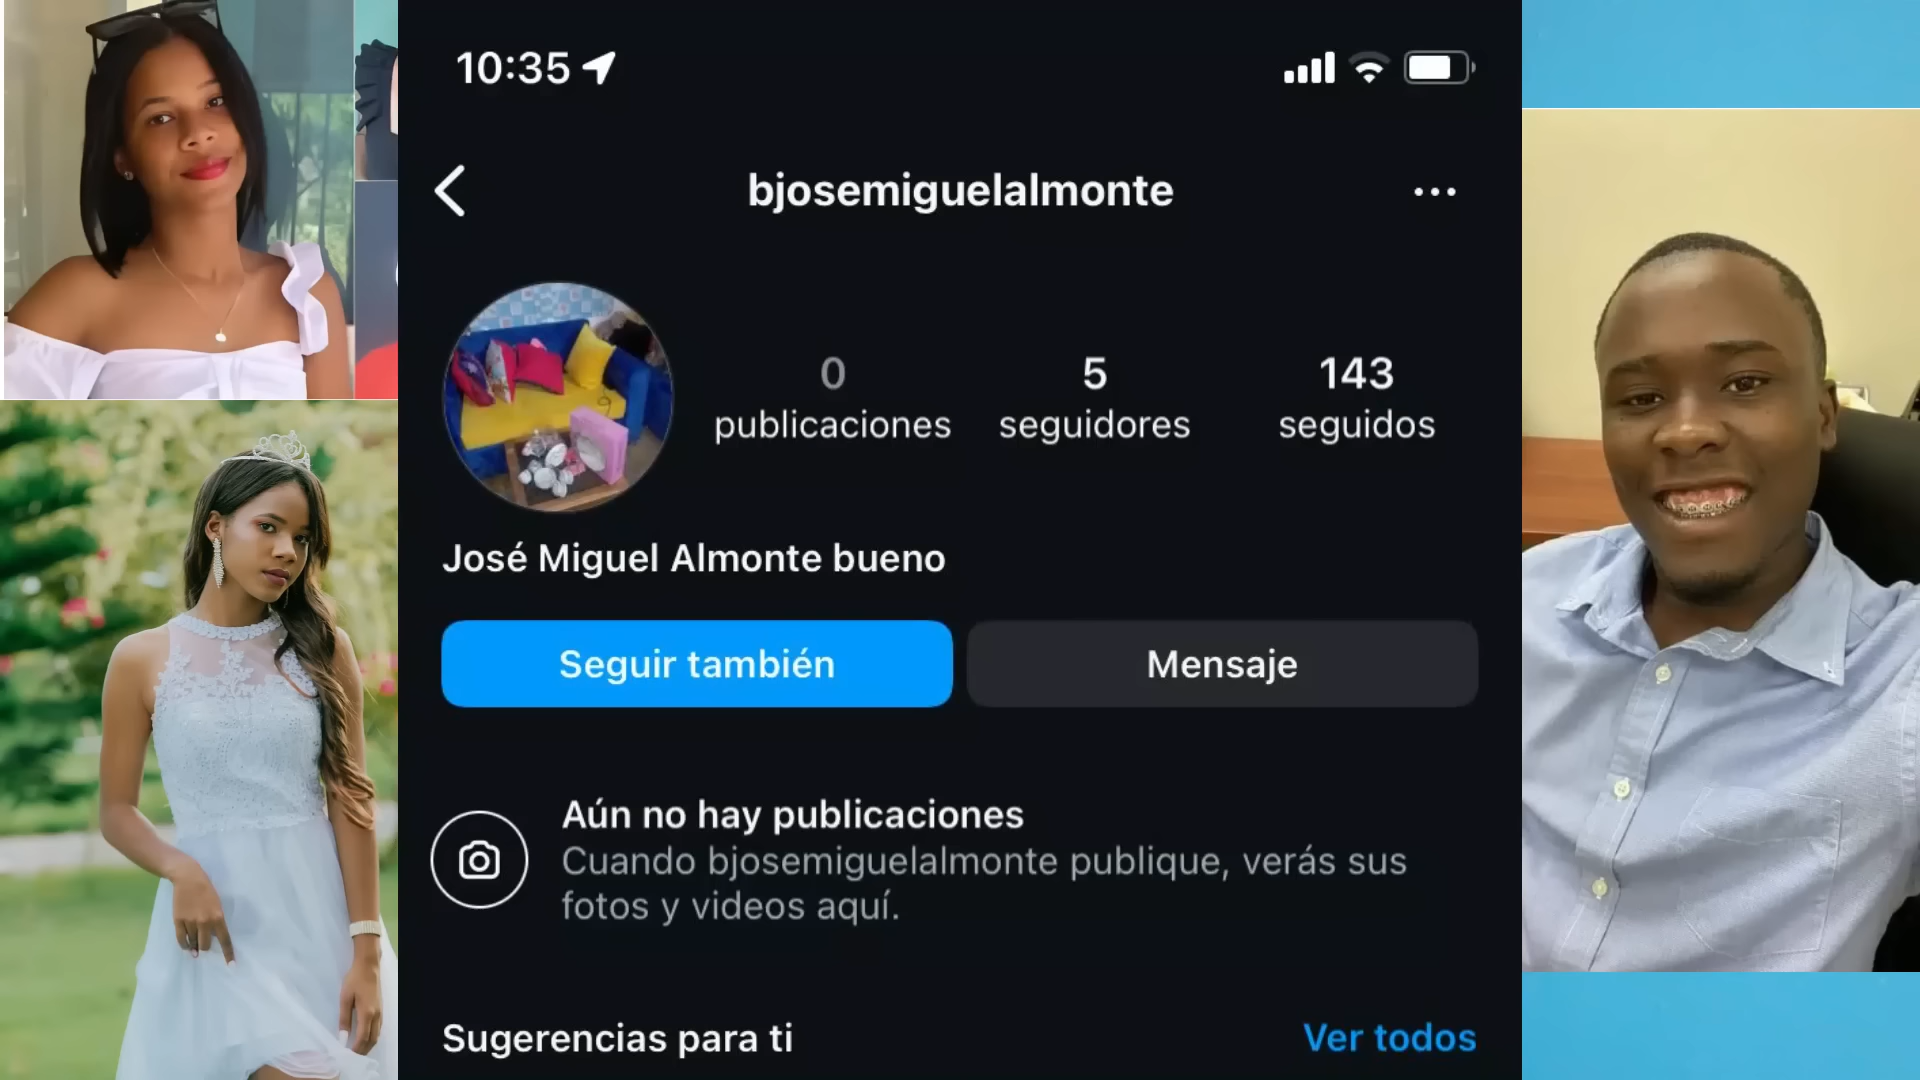 10:35
bjosemiguelalmonte
0
5
143
publicaciones
seguidores
seguidos
José Miguel Almonte bueno
Seguir también
Mensaje
Aún no hay publicaciones
Cuando bjosemiguelalmonte publique, verás sus
fotos y videos aquí.
Sugerencias para ti
Ver todos